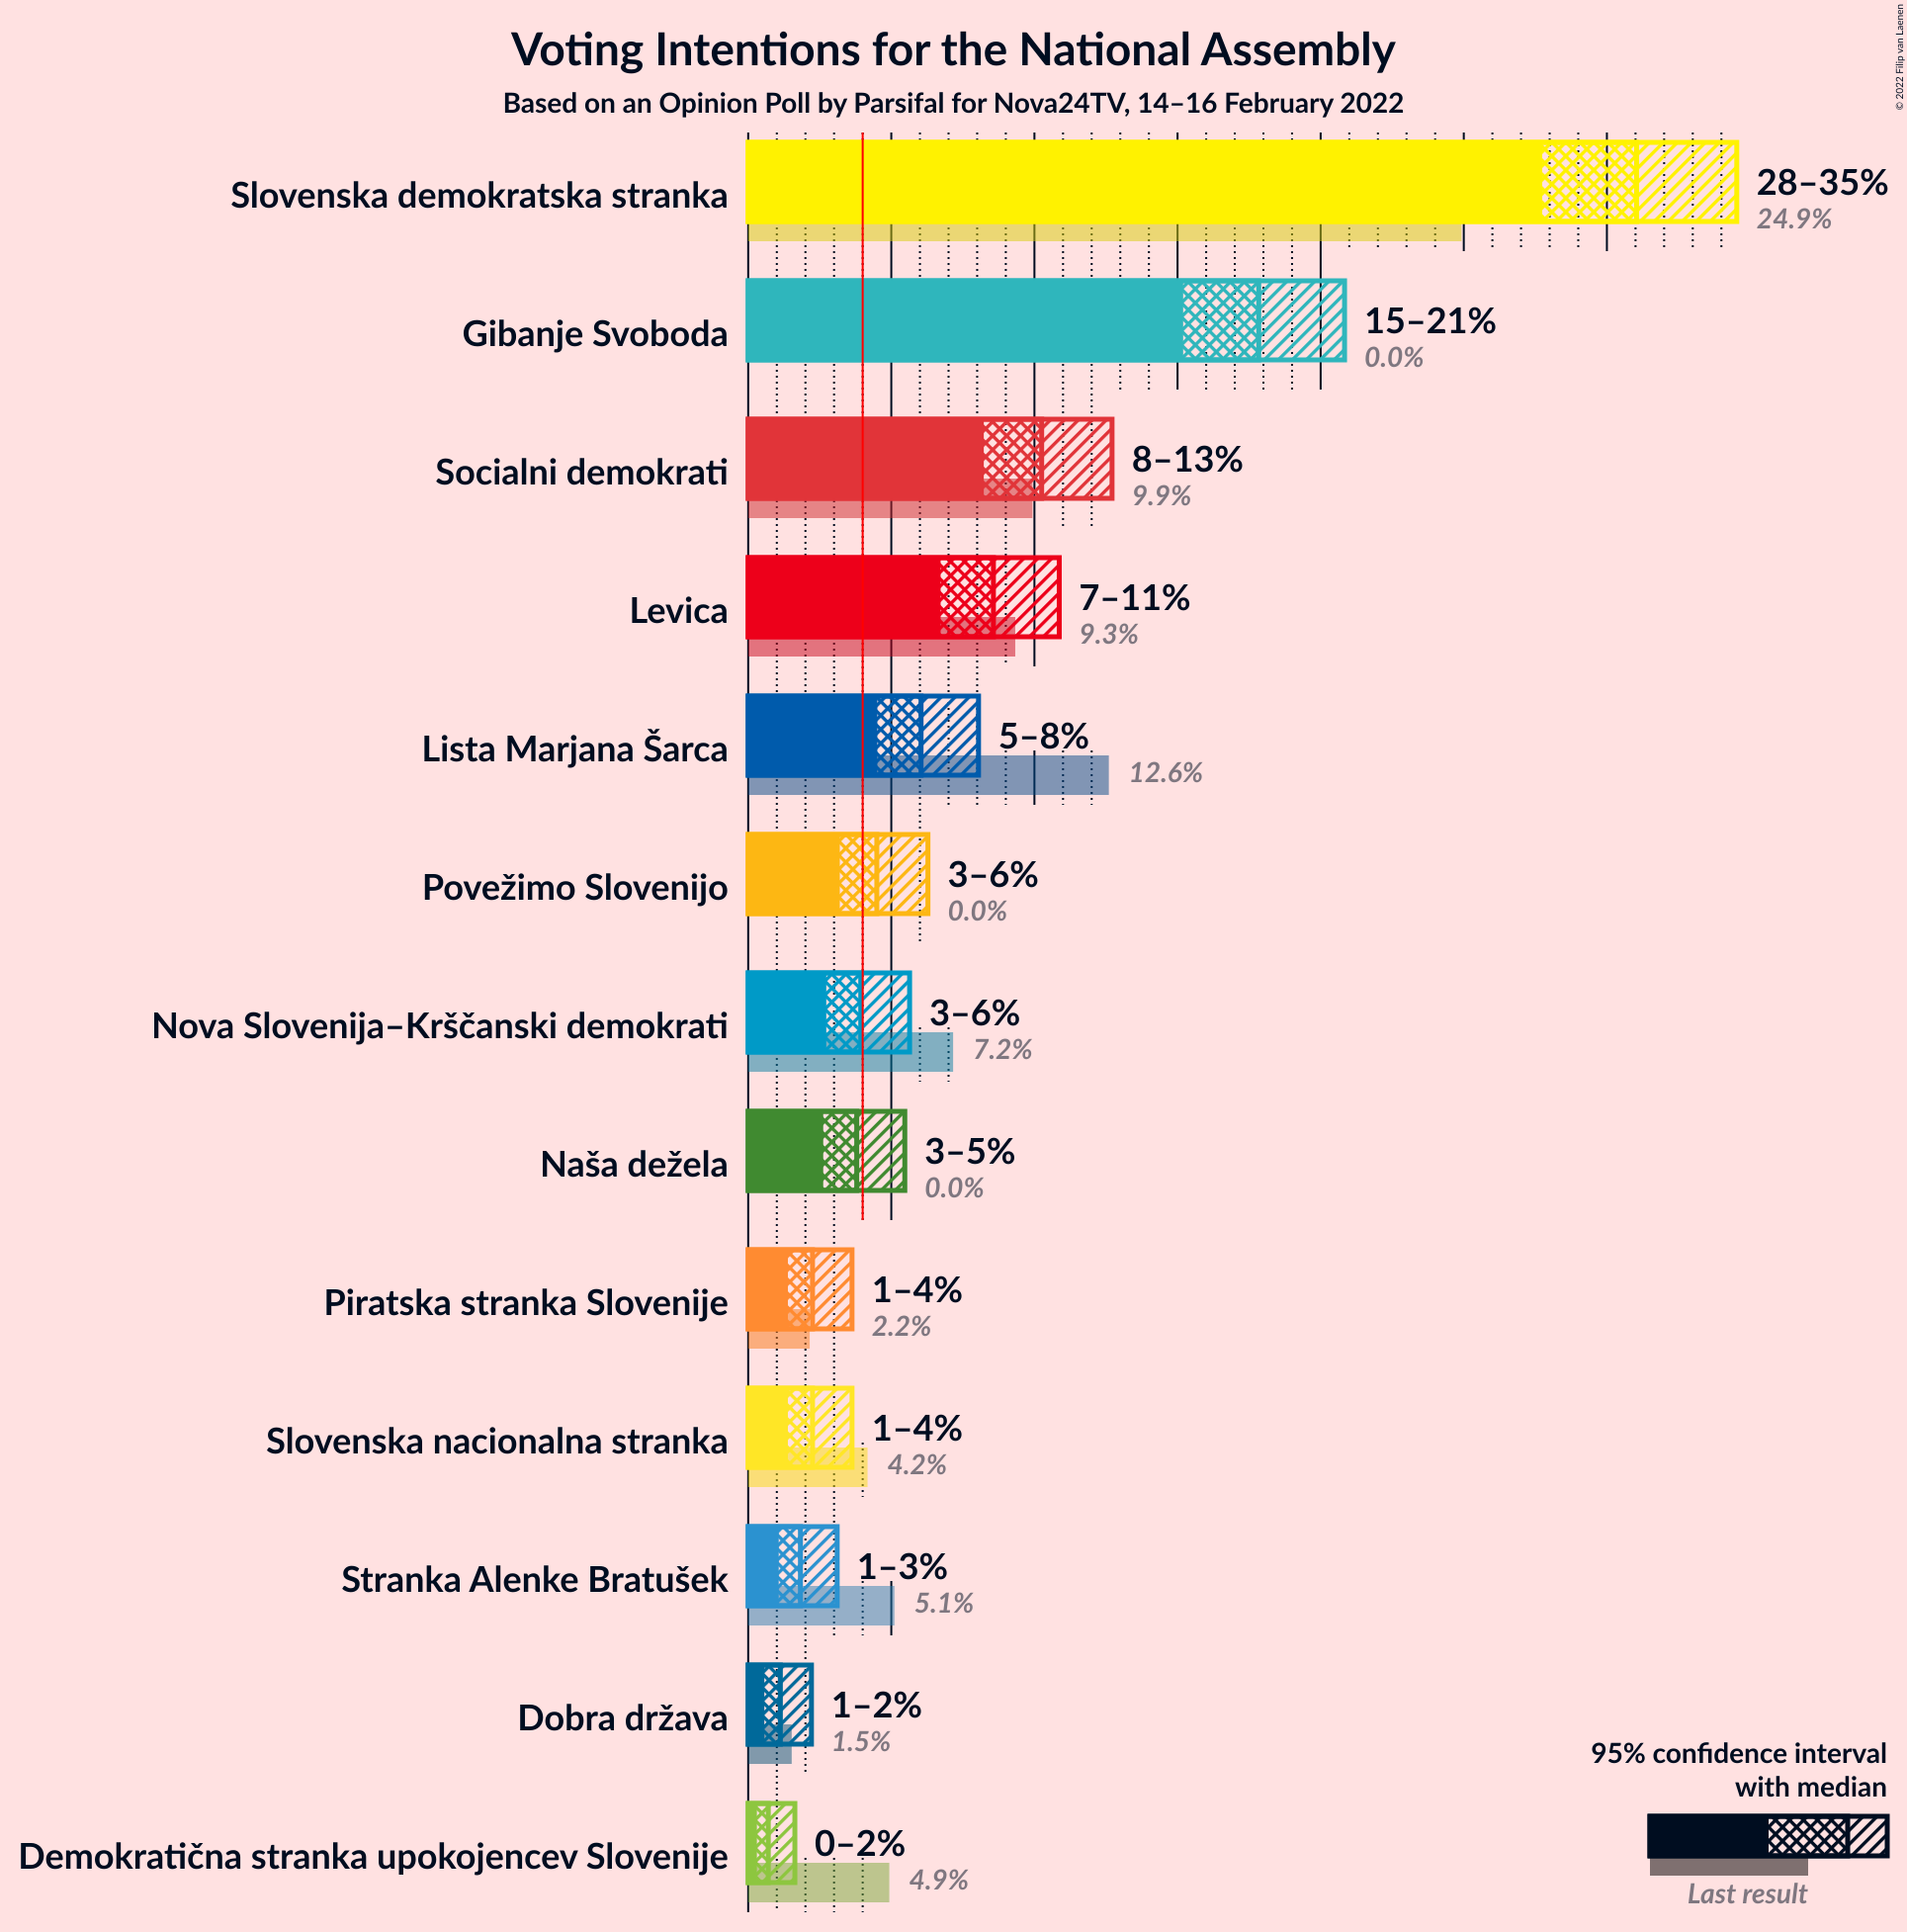 Voting Intentions for the National Assembly
Based on an Opinion Poll by Parsifal for Nova24TV, 14–16 February 2022
© 2022 Filip van Laenen
Slovenska demokratska stranka
28–35%
24.9%
Gibanje Svoboda
15–21%
0.0%
Socialni demokrati
8–13%
9.9%
Levica
7–11%
9.3%
Lista Marjana Šarca
5–8%
12.6%
Povežimo Slovenijo
3–6%
0.0%
Nova Slovenija–Krščanski demokrati
3–6%
7.2%
Naša dežela
3–5%
0.0%
Piratska stranka Slovenije
1–4%
2.2%
Slovenska nacionalna stranka
1–4%
4.2%
Stranka Alenke Bratušek
1–3%
5.1%
Dobra država
1–2%
1.5%
Demokratična stranka upokojencev Slovenije
0–2%
4.9%
95% confidence interval
with median
Last result